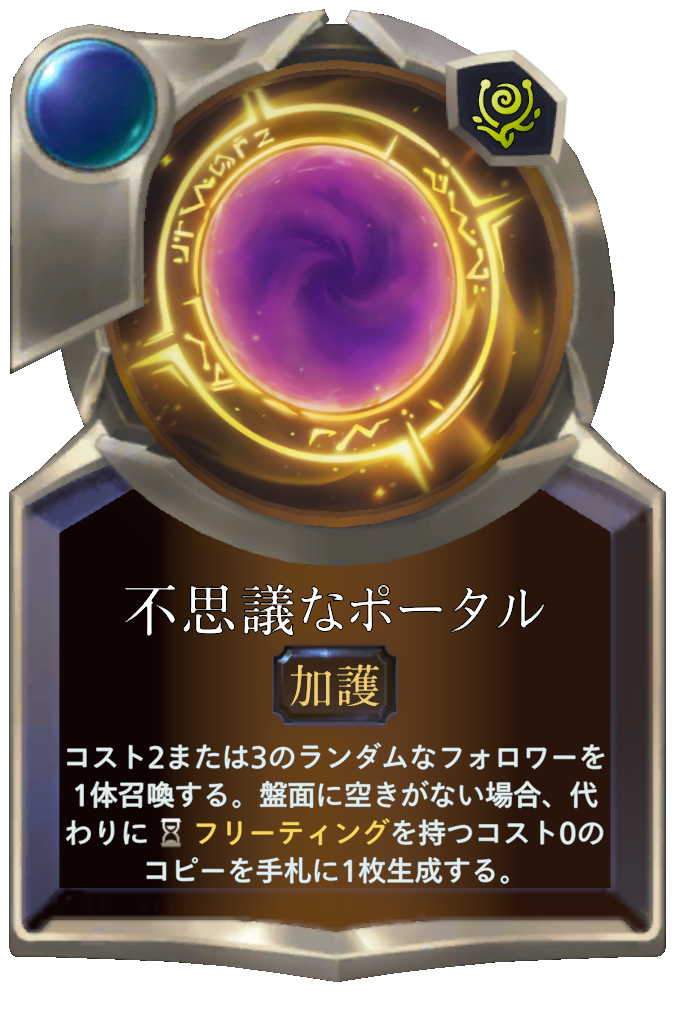 不思議なポータル
加護
コスト2または3のランダムなフォロワーを
1体召喚する。盤面に空きがない場合、代
わりに フリーティングを持つコスト0の
コピーを手札に1枚生成する。